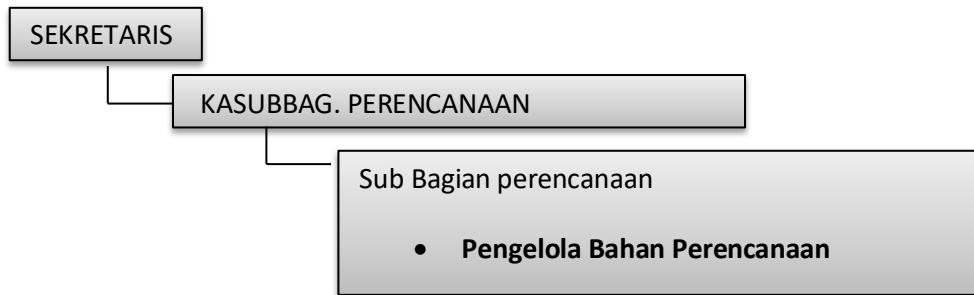 SEKRETARIS
KASUBBAG. PERENCANAAN
Sub Bagian perencanaan
• Pengelola Bahan Perencanaan